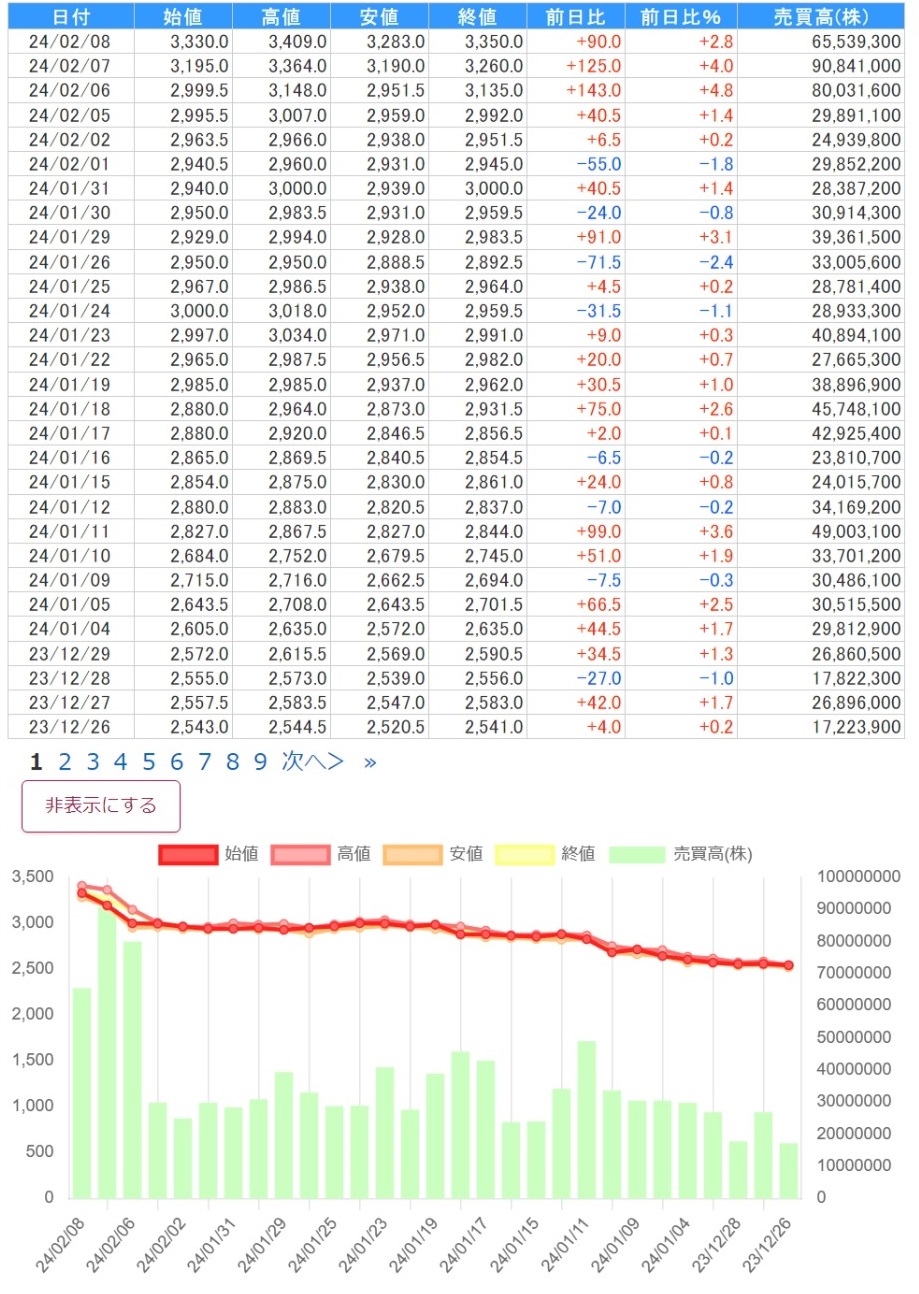 日付 始値 高値 安値 終値 前日比 前日比% 売買高(株)
24/02/08 3,330.0 3,409.0 3,283.0 3,350.0 +90.0 +2.8 65,539,300
24/02/07 3,195.0 3,364.0 3,190.0 3,260.0 +125.0 +4.0 90,841,000
24/02/06 2,999.5 3,148.0 2,951.5 3,135.0 +143.0 +4.8 80,031,600
24/02/05 2,995.5 3,007.0 2,959.0 2,992.0 +40.5 +1.4 29,891,100
24/02/02 2,963.5 2,966.0 2,938.0 2,951.5 +6.5 +0.2 24,939,800
24/02/01 2,940.5 2,960.0 2,931.0 2,945.0 -55.0 -1.8 29,852,200
24/01/31 2,940.0 3,000.0 2,939.0 3,000.0 +40.5 +1.4 28,387,200
24/01/30 2,950.0 2,983.5 2,931.0 2,959.5 -24.0 -0.8 30,914,300
24/01/29 2,929.0 2,994.0 2,928.0 2,983.5 +91.0 +3.1 39,361,500
24/01/26 2,950.0 2,950.0 2,888.5 2,892.5 -71.5 -2.4 33,005,600
24/01/25 2,967.0 2,986.5 2,938.0 2,964.0 +4.5 +0.2 28,781,400
24/01/24 3,000.0 3,018.0 2,952.0 2,959.5 -31.5 -1.1 28,933,300
24/01/23 2,997.0 3,034.0 2,971.0 2,991.0 +9.0 +0.3 40,894,100
24/01/22 2,965.0 2,987.5 2,956.5 2,982.0 +20.0 +0.7 27,665,300
24/01/19 2,985.0 2,985.0 2,937.0 2,962.0 +30.5 +1.0 38,896,900
24/01/18 2,880.0 2,964.0 2,873.0 2,931.5 +75.0 +2.6 45,748,100
24/01/17 2,880.0 2,920.0 2,846.5 2,856.5 +2.0 +0.1 42,925,400
24/01/16 2,865.0 2,869.5 2,840.5 2,854.5 -6.5 -0.2 23,810,700
24/01/15 2,854.0 2,875.0 2,830.0 2,861.0 +24.0 +0.8 24,015,700
24/01/12 2,880.0 2,883.0 2,820.5 2,837.0 -7.0 -0.2 34,169,200
24/01/11 2,827.0 2,867.5 2,827.0 2,844.0 +99.0 +3.6 49,003,100
24/01/10 2,684.0 2,752.0 2,679.5 2,745.0 +51.0 +1.9 33,701,200
24/01/09 2,715.0 2,716.0 2,662.5 2,694.0 -7.5 -0.3 30,486,100
24/01/05 2,643.5 2,708.0 2,643.5 2,701.5 +66.5 +2.5 30,515,500
24/01/04 2,605.0 2,635.0 2,572.0 2,635.0 +44.5 +1.7 29,812,900
23/12/29 2,572.0 2,615.5 2,569.0 2,590.5 +34.5 +1.3 26,860,500
23/12/28 2,555.0 2,573.0 2,539.0 2,556.0 -27.0 -1.0 17,822,300
23/12/27 2,557.5 2,583.5 2,547.0 2,583.0 +42.0 +1.7 26,896,000
23/12/26 2,543.0 2,544.5 2,520.5 2,541.0 +4.0 +0.2 17,223,900
1 2 3 4 5 6 7 8 9 次へ> »
非表示にする
始値 高値 安値 終値 売買高(株)
3,500 100000000
90000000
3,000
80000000
2,500
70000000
2,000 60000000
50000000
1,500
40000000
1,000 30000000
20000000
500
10000000
0 0
24/02/08 24/02/06 24/02/02 24/01/31 24/01/29 24/01/25 24/01/23 24/01/19 24/01/17 24/01/15 24/01/11 24/01/09 24/01/04 23/12/28 23/12/26